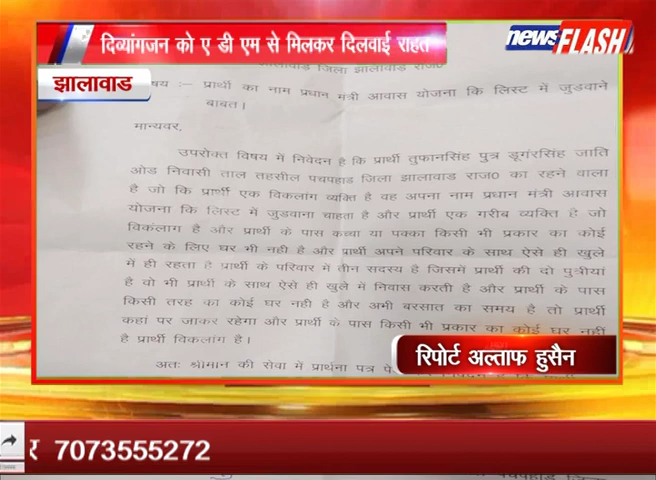 दिव्यांगजन को ए डी एम से मिलकर दिलवाई राहत
news FLASH
झालावाड
झालावाड जिला झालावाड राज०
षय :– प्रार्थी का नाम प्रधान मंत्री आवास योजना कि लिस्ट में जुडवाने
बाबत।
मान्यवर,
उपरोक्त विषय में निवेदन है कि प्रार्थी तुफानसिंह पुत्र डूगंरसिंह जाति
ओड निवासी ताल तहसील पचपहाड जिला झालावाड राज० का रहने वाला
है जो कि प्रार्थी एक विकलांग व्यक्ति है वह अपना नाम प्रधान मंत्री आवास
योजना कि लिस्ट में जुडवाना चाहता है और प्रार्थी एक गरीब व्यक्ति है जो
विकलांग है और प्रार्थी के पास कच्चा या पक्का किसी भी प्रकार का कोई
रहने के लिए घर भी नही है और प्रार्थी अपने परिवार के साथ ऐसे ही खुले
में ही रहता है प्रार्थी के परिवार में तीन सदस्य है जिसमें प्रार्थी की दो पुत्रीयां
है वो भी प्रार्थी के साथ ऐसे ही खुले में निवास करती है और प्रार्थी के पास
किसी तरह का कोई घर नही है और अभी बरसात का समय है तो प्रार्थी
कहां पर जाकर रहेगा और प्रार्थी के पास किसी भी प्रकार का कोई घर नहीं
है प्रार्थी विकलांग है।
अतः श्रीमान की सेवा में प्रार्थना पत्र
रिपोर्ट अल्ताफ हुसैन
र 7073555272
पचपहाड जिला